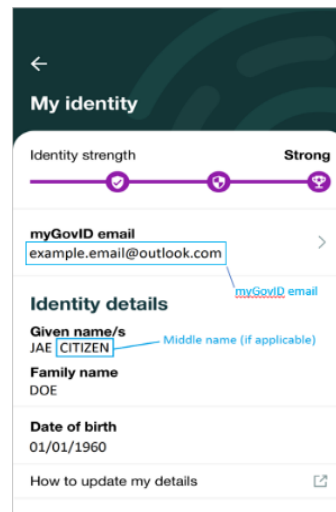 My identity
Identity strength Strong
myGovID email
example.email@outlook.com
myGovID email
Identity details
Given name/s
JAE CITIZEN Middle name (if applicable)
Family name
DOE
Date of birth
01/01/1960
How to update my details